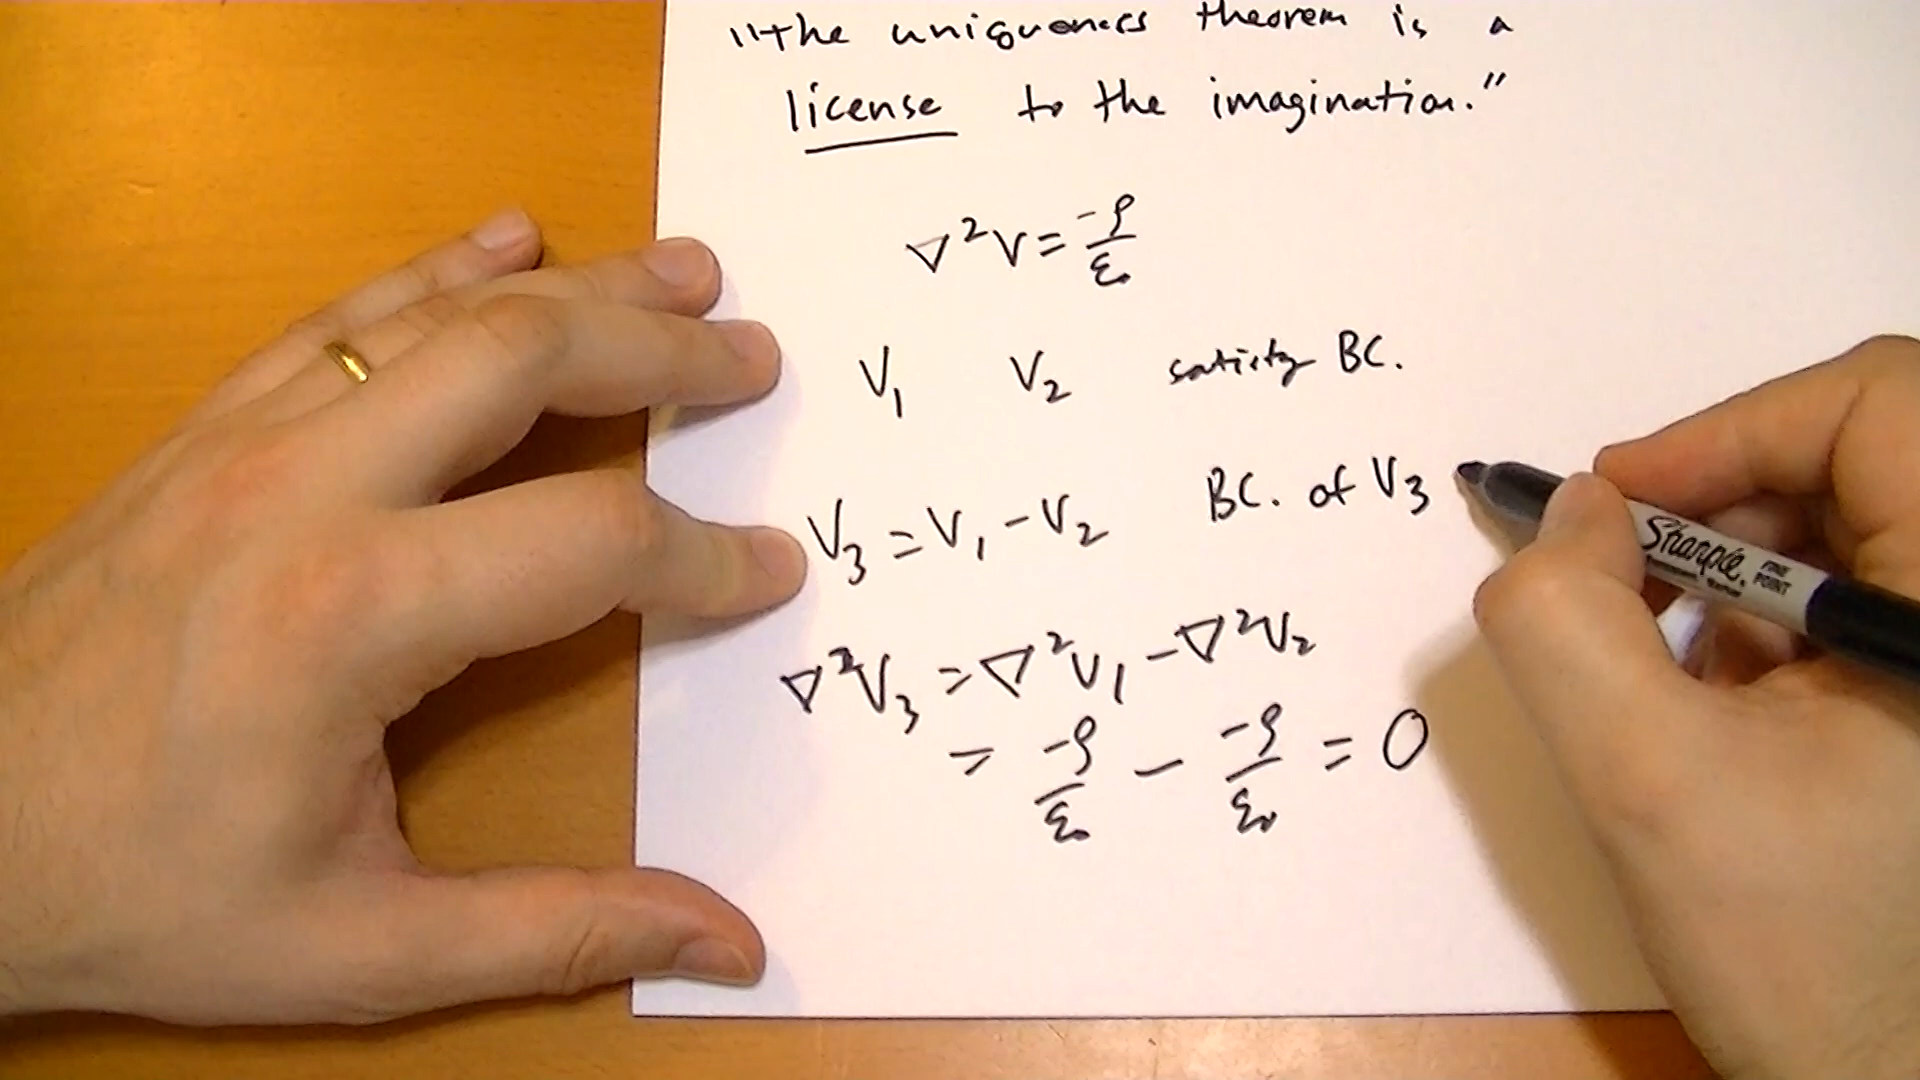 "the uniqueness theorem is a
license to the imagination."
∇²V = -ρ/ε₀
V₁ V₂ satisfy BC.
V₃ = V₁ - V₂ BC. of V₃
∇²V₃ = ∇²V₁ - ∇²V₂
= -ρ/ε₀ - -ρ/ε₀ = 0
Sharpie. FINE POINT